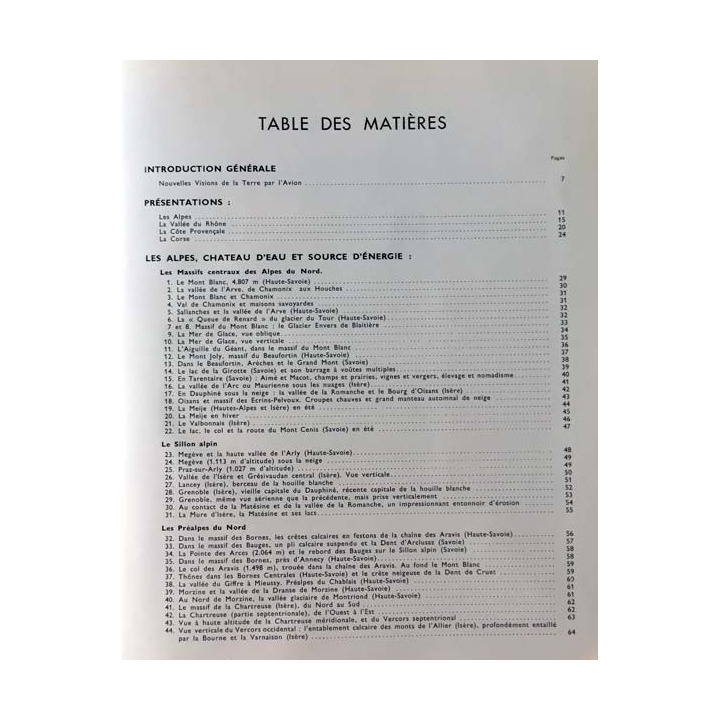 TABLE DES MATIÈRES
Pages
INTRODUCTION GÉNÉRALE
Nouvelles Visions de la Terre par l'Avion 7
PRÉSENTATIONS :
Les Alpes 11
La Vallée du Rhône 15
La Côte Provençale 20
La Corse 24
LES ALPES, CHATEAU D'EAU ET SOURCE D'ÉNERGIE :
Les Massifs centraux des Alpes du Nord.
1. Le Mont Blanc, 4.807 m (Haute-Savoie) 29
2. La vallée de l'Arve, de Chamonix aux Houches 30
3. Le Mont Blanc et Chamonix 31
4. Val de Chamonix et maisons savoyardes 31
5. Sallanches et la vallée de l'Arve (Haute-Savoie) 32
6. La « Queue de Renard » du glacier du Tour (Haute-Savoie) 32
7 et 8. Massif du Mont Blanc : le Glacier Envers de Blaitière 33
9. La Mer de Glace, vue oblique 34
10. La Mer de Glace, vue verticale 35
11. L'Aiguille du Géant, dans le massif du Mont Blanc 36
12. Le Mont Joly, massif du Beaufortin (Haute-Savoie) 37
13. Dans le Beaufortin, Arèches et le Grand Mont (Savoie) 38
14. Le lac de la Girotte (Savoie) et son barrage à voûtes multiples 39
15. En Tarentaire (Savoie) : Aimé et Macot, champs et prairies, vignes et vergers, élevage et nomadisme 40
16. La vallée de l'Arc ou Maurienne sous les nuages (Isère) 41
17. En Dauphiné sous la neige : la vallée de la Romanche et le Bourg d'Oisans (Isère) 42
18. Oisans et massif des Ecrins-Pelvoux. Croupes chauves et grand manteau automnal de neige 43
19. La Meije (Hautes-Alpes et Isère) en été 44
20. La Meije en hiver 45
21. Le Valbonnais (Isère) 46
22. Le lac, le col et la route du Mont Cenis (Savoie) en été 47
Le Sillon alpin
23. Megève et la haute vallée de l'Arly (Haute-Savoie) 48
24. Megève (1.113 m d'altitude) sous la neige 49
25. Praz-sur-Arly (1.027 m d'altitude) 49
26. Vallée de l'Isère et Grésivaudan central (Isère). Vue verticale 50
27. Lancey (Isère), berceau de la houille blanche 51
28. Grenoble (Isère), vieille capitale du Dauphiné, récente capitale de la houille blanche 52
29. Grenoble, même vue aérienne que la précédente, mais prise verticalement 53
30. Au contact de la Matésine et de la vallée de la Romanche, un impressionnant entonnoir d'érosion 54
31. La Mure d'Isère, la Matésine et ses lacs 55
Les Préalpes du Nord
32. Dans le massif des Bornes, les crêtes calcaires en festons de la chaîne des Aravis (Haute-Savoie) 56
33. Dans le massif des Bauges, un pli calcaire suspendu et la Dent d'Arclusaz (Savoie) 57
34. La Pointe des Arces (2.064 m) et le rebord des Bauges sur le Sillon alpin (Savoie) 58
35. Dans le massif des Bornes, près d'Annecy (Haute-Savoie) 58
36. Le col des Aravis (1.498 m), trouée dans la chaîne des Aravis. Au fond le Mont Blanc 59
37. Thônes dans les Bornes Centrales (Haute-Savoie) et le crête neigeuse de la Dent de Cruet 59
38. La vallée du Giffre à Mieussy. Préalpes du Chablais (Haute-Savoie) 60
39. Morzine et la vallée de la Dranse de Morzine (Haute-Savoie) 61
40. Au Nord de Morzine, la vallée glaciaire de Montriond (Haute-Savoie) 61
41. Le massif de la Chartreuse (Isère), du Nord au Sud 62
42. La Chartreuse (partie septentrionale), de l'Ouest à l'Est 62
43. Vue à haute altitude de la Chartreuse méridionale, et du Vercors septentrional 63
44. Vue verticale du Vercors occidental : l'entablement calcaire des monts de l'Allier (Isère), profondément entaillé
par la Bourne et la Varnaison (Isère) 64